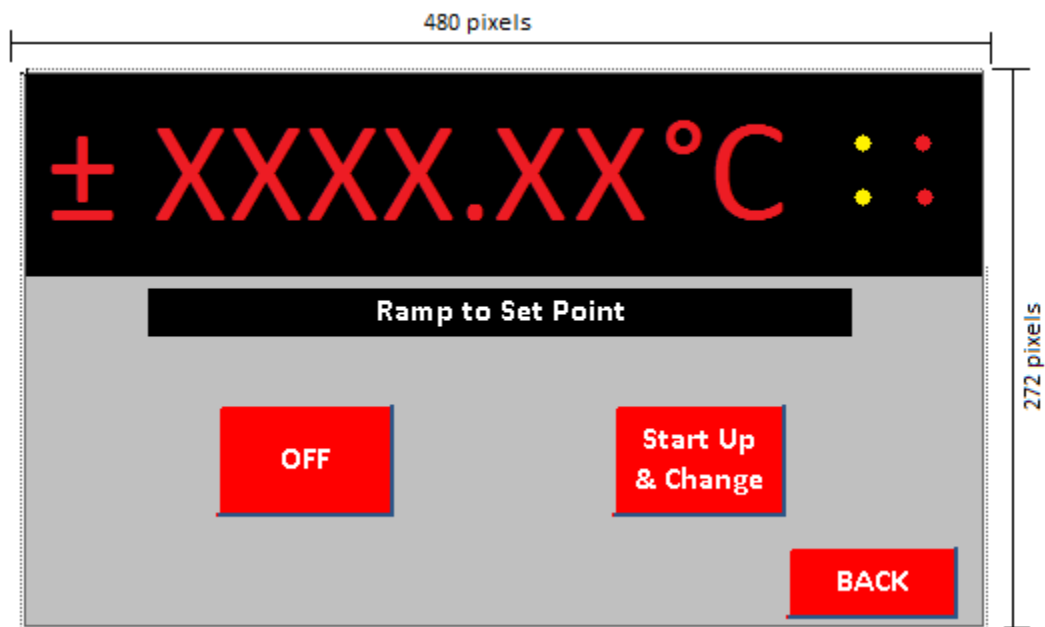 480 pixels
± XXXX.XX°C
Ramp to Set Point
272 pixels
OFF
Start Up
& Change
BACK